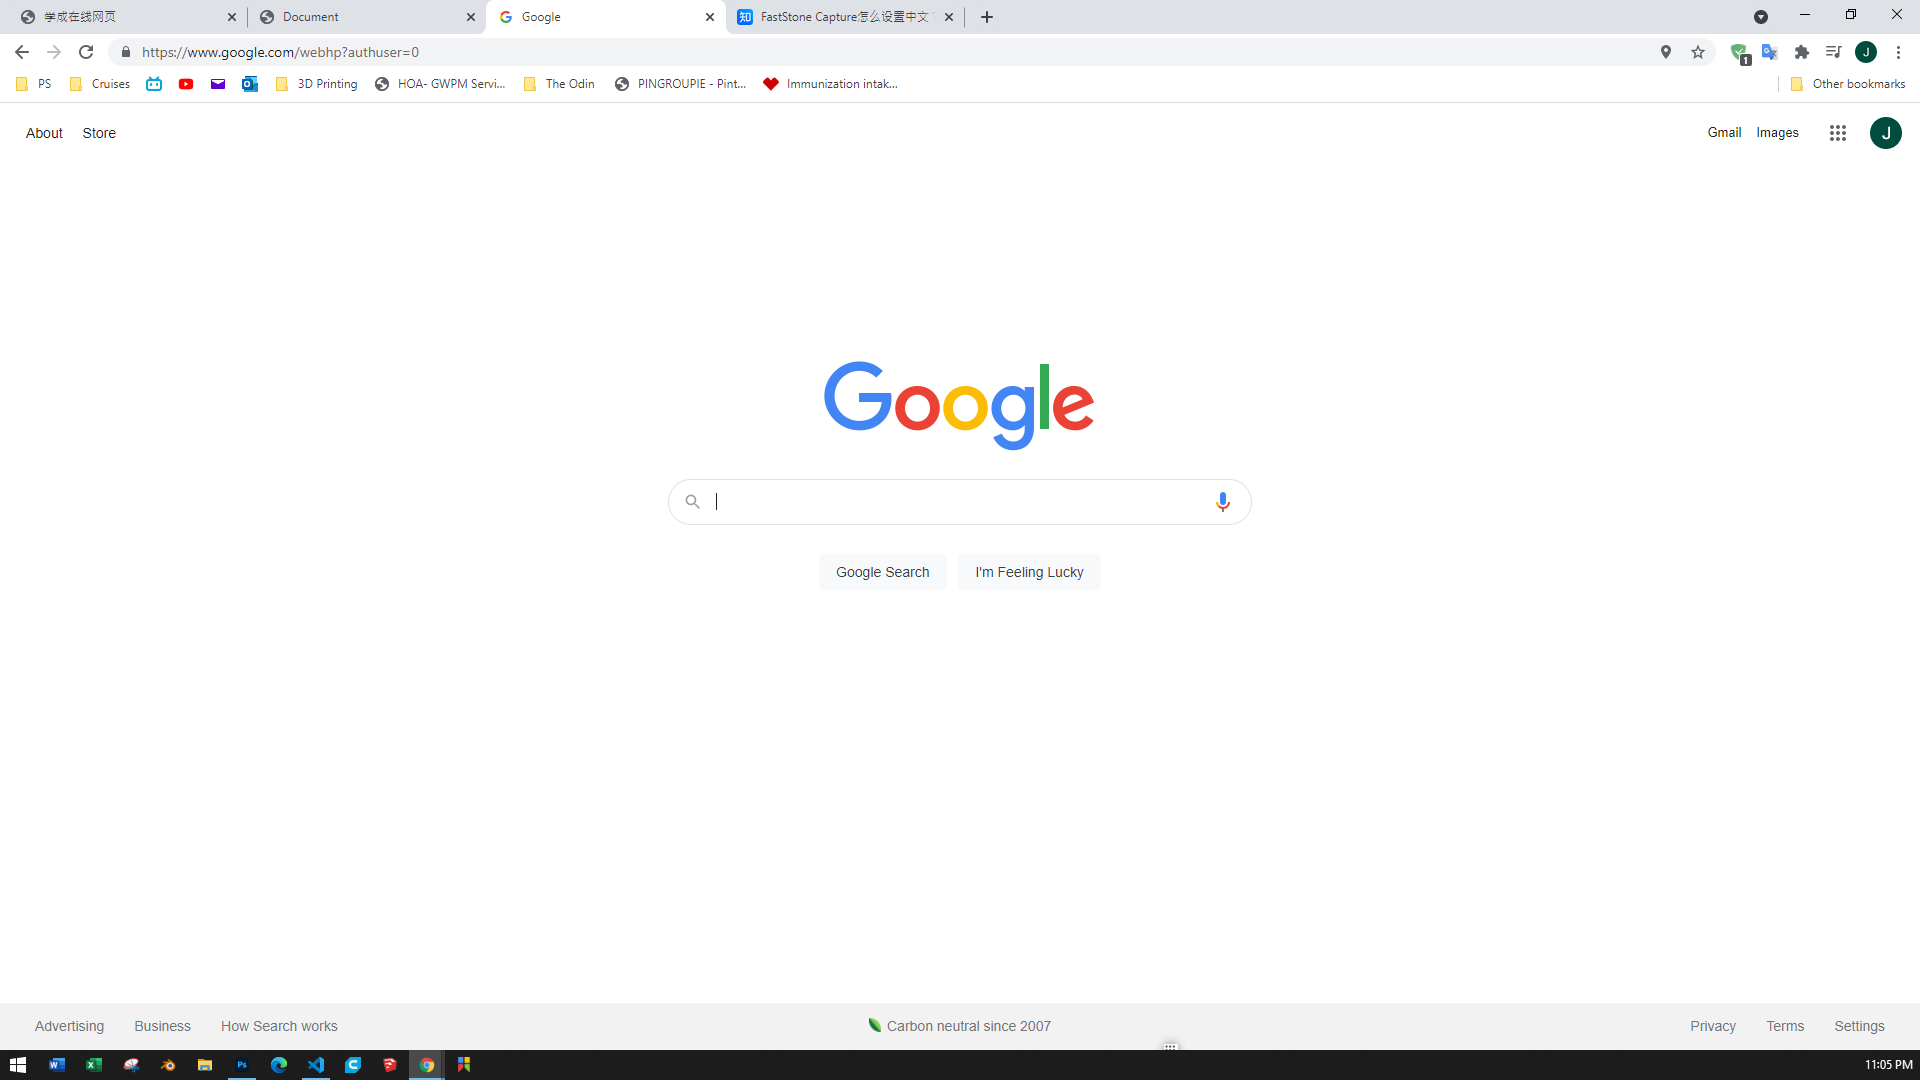 学成在线网页
Document
Google
FastStone Capture怎么设置中文
https://www.google.com/webhp?authuser=0
1
J
PS
Cruises
3D Printing
HOA- GWPM Servi...
The Odin
PINGROUPIE - Pint...
Immunization intak...
Other bookmarks
About
Store
Gmail
Images
J
Google
Google Search
I'm Feeling Lucky
Advertising
Business
How Search works
Carbon neutral since 2007
Privacy
Terms
Settings
11:05 PM